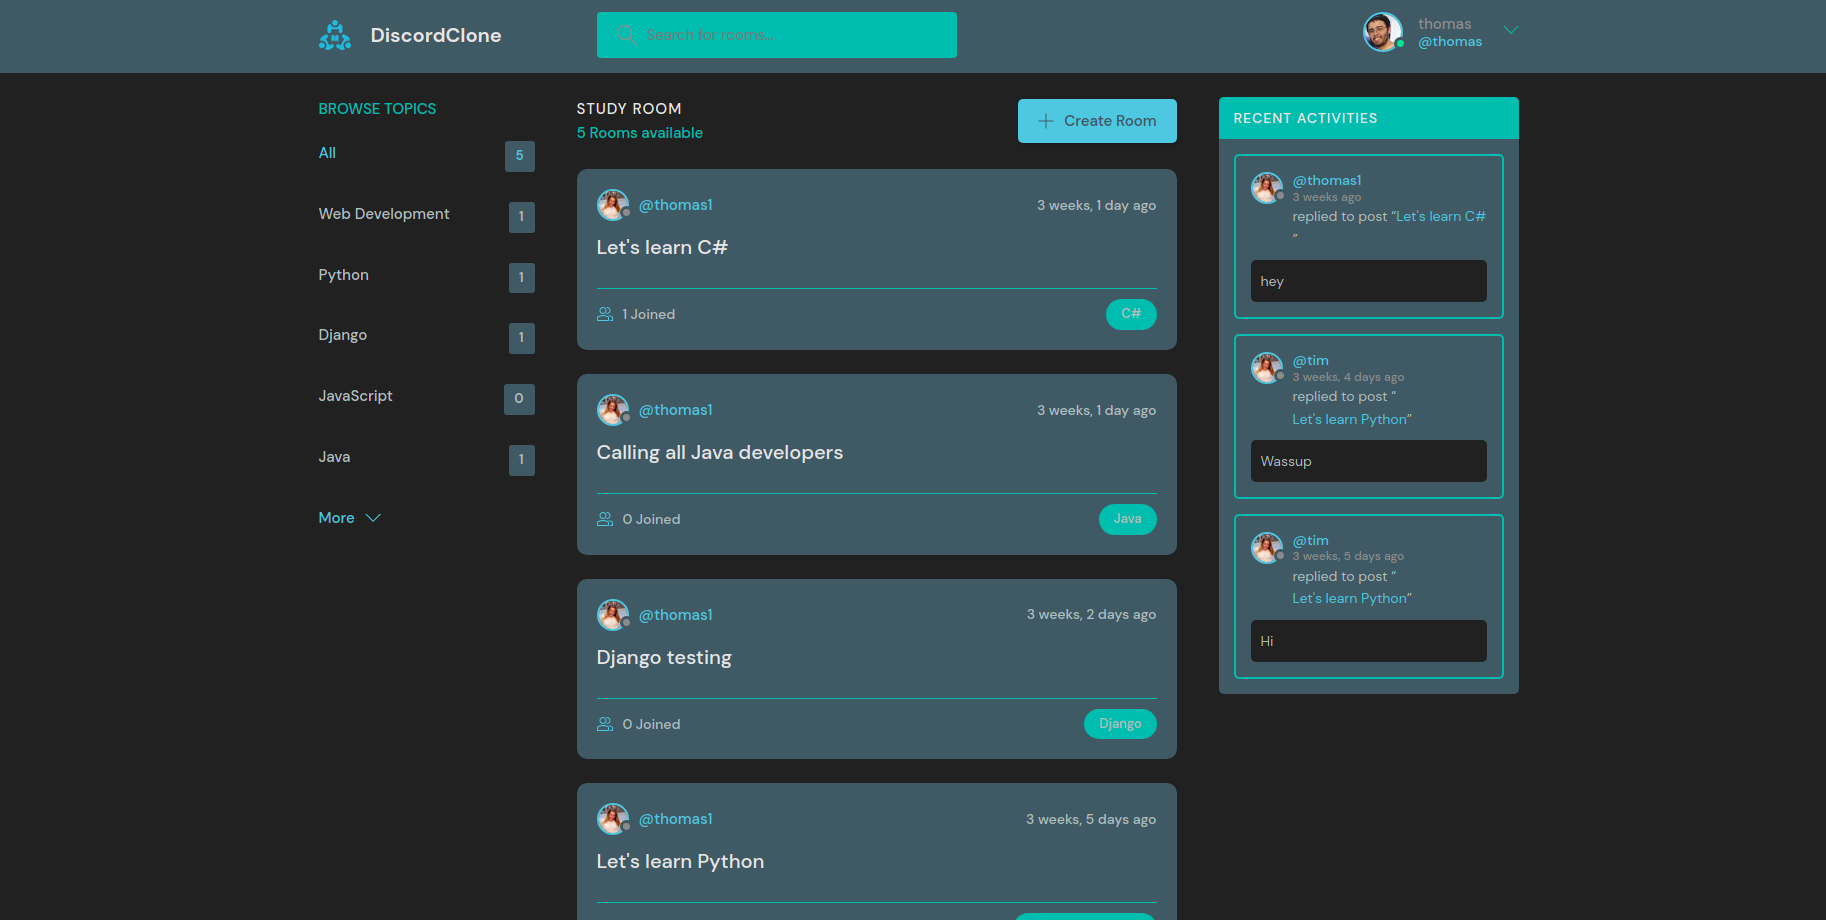 DiscordClone
Search for rooms...
thomas
@thomas
BROWSE TOPICS
All 5
Web Development 1
Python 1
Django 1
JavaScript 0
Java 1
More
STUDY ROOM
5 Rooms available
Create Room
@thomas1 3 weeks, 1 day ago
Let's learn C#
1 Joined C#
@thomas1 3 weeks, 1 day ago
Calling all Java developers
0 Joined Java
@thomas1 3 weeks, 2 days ago
Django testing
0 Joined Django
@thomas1 3 weeks, 5 days ago
Let's learn Python
RECENT ACTIVITIES
@thomas1
3 weeks ago
replied to post “Let's learn C#
”
hey
@tim
3 weeks, 4 days ago
replied to post “
Let's learn Python”
Wassup
@tim
3 weeks, 5 days ago
replied to post “
Let's learn Python”
Hi